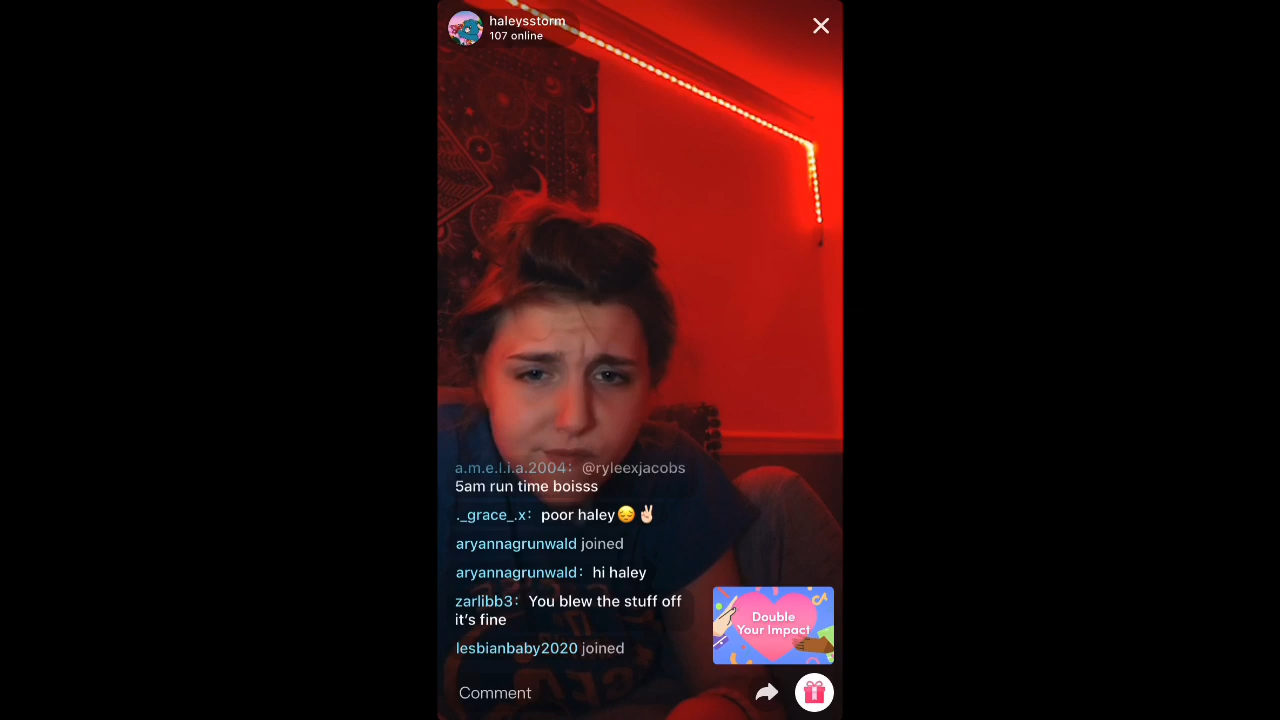 haleysstorm
107 online
a.m.e.l.i.a.2004: @ryleexjacobs
5am run time boisss
._grace_.x: poor haley😔✌🏻
aryannagrunwald joined
aryannagrunwald: hi haley
zarlibb3: You blew the stuff off
it's fine
lesbianbaby2020 joined
Double
Your Impact
Comment